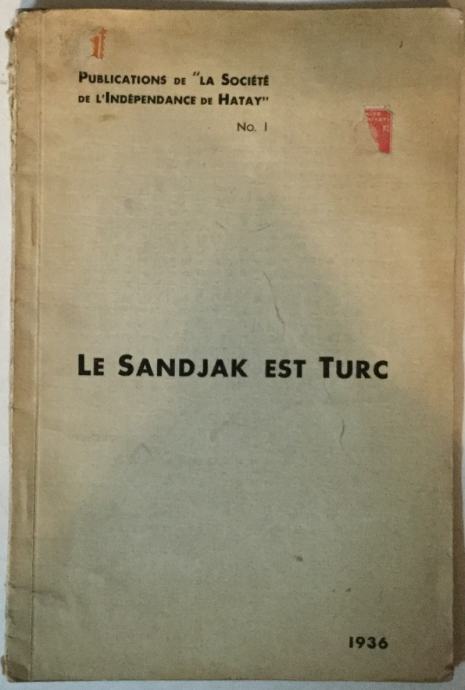 PUBLICATIONS DE "LA SOCIÉTÉ
DE L'INDÉPENDANCE DE HATAY"
No. 1
LE SANDJAK EST TURC
1936